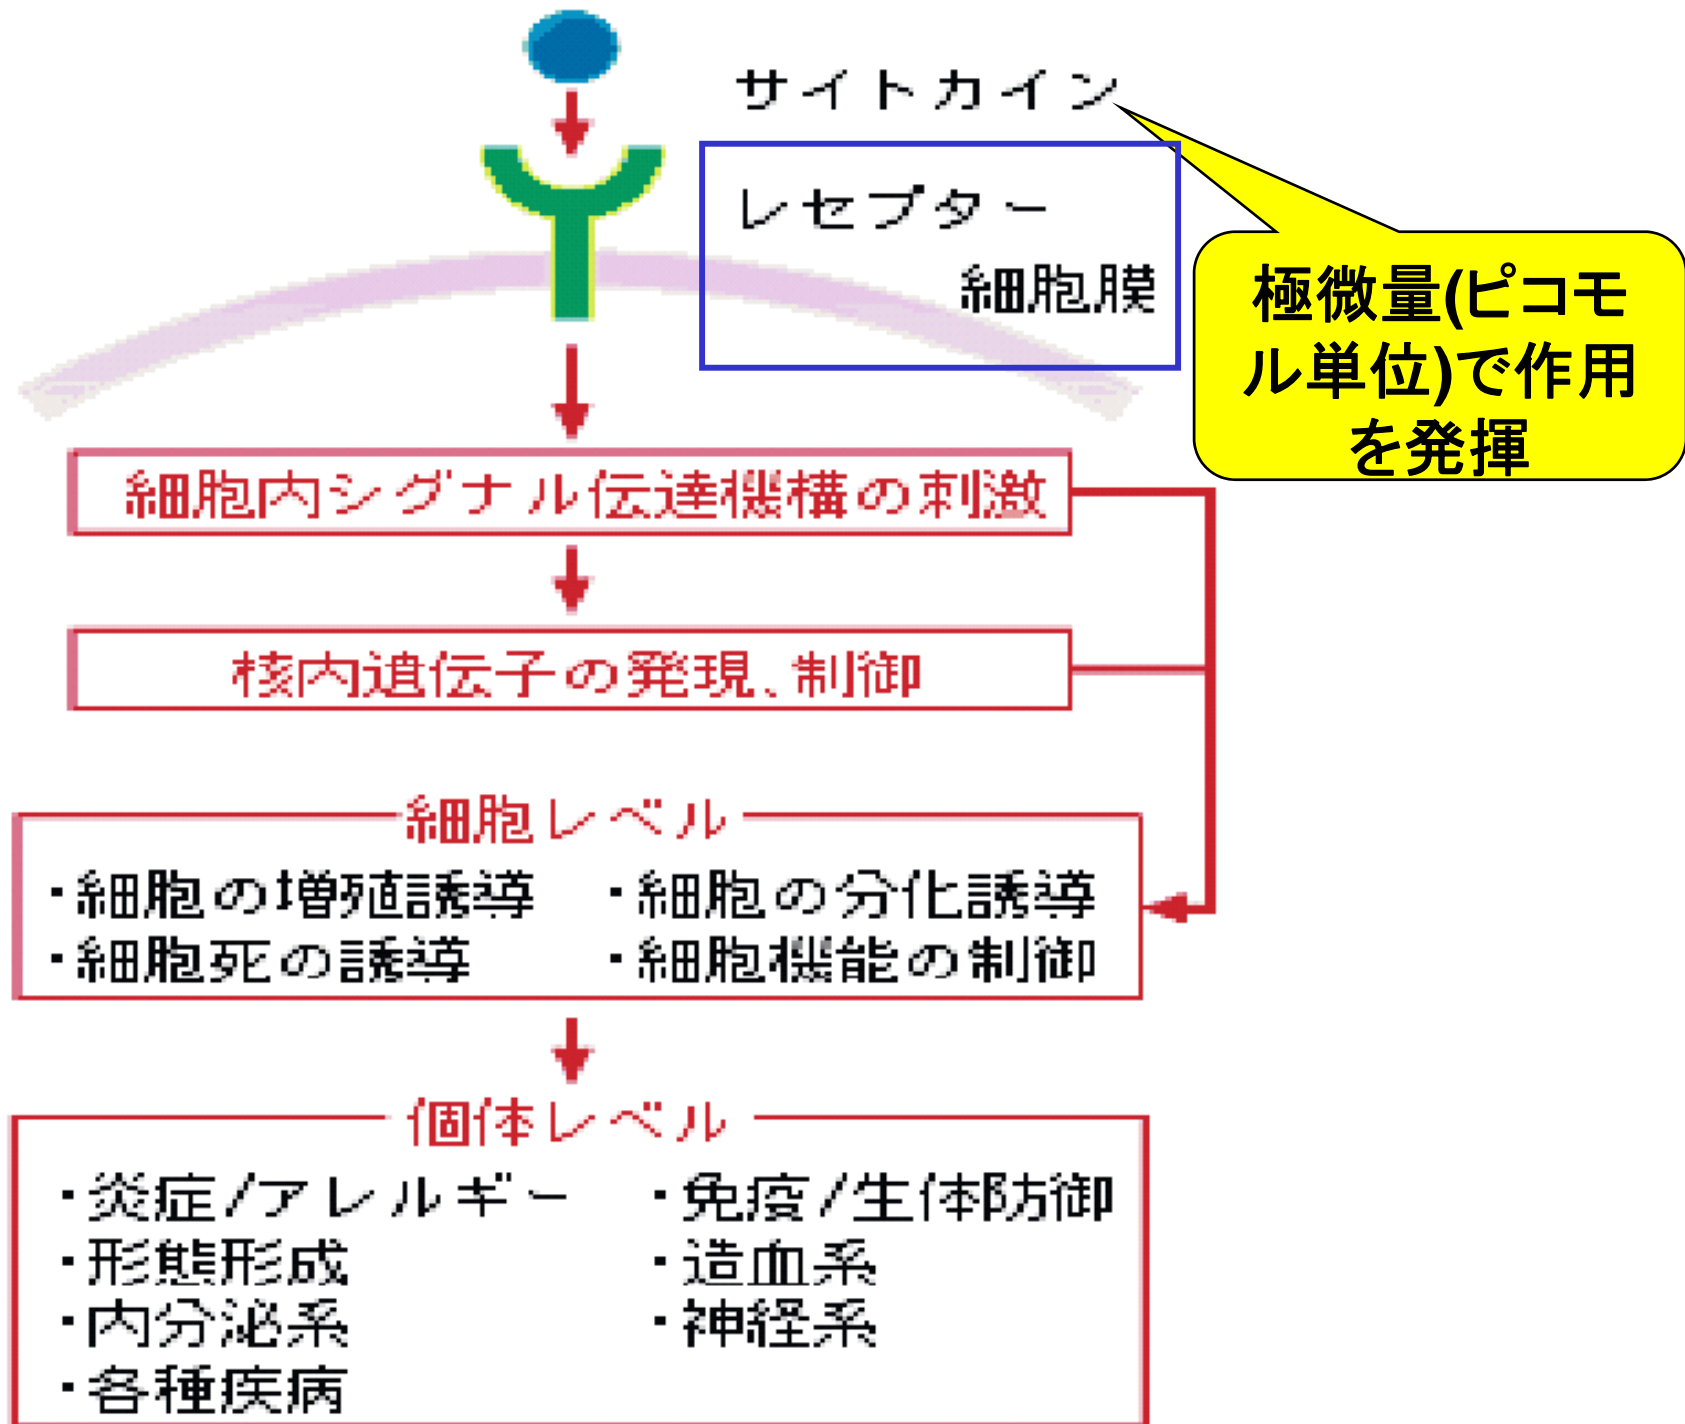 サイトカイン
レセプター
細胞膜
極微量(ピコモ
ル単位)で作用
を発揮
細胞内シグナル伝達機構の刺激
核内遺伝子の発現、制御
細胞レベル
・細胞の増殖誘導 ・細胞の分化誘導
・細胞死の誘導 ・細胞機能の制御
個体レベル
・炎症/アレルギー ・免疫/生体防御
・形態形成 ・造血系
・内分泌系 ・神経系
・各種疾病